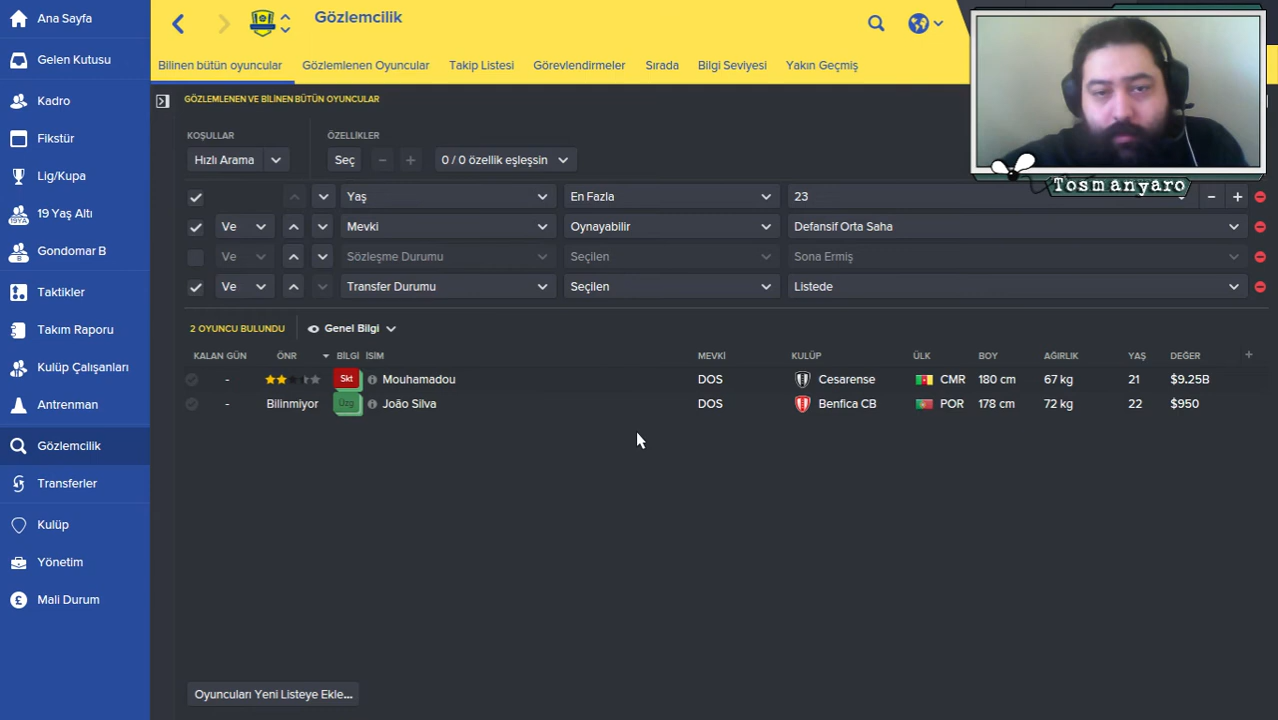 Ana Sayfa
Gelen Kutusu
Kadro
Fikstür
Lig/Kupa
19 Yaş Altı
Gondomar B
Taktikler
Takım Raporu
Kulüp Çalışanları
Antrenman
Gözlemcilik
Transferler
Kulüp
Yönetim
Mali Durum
Gözlemcilik
Bilinen bütün oyuncular Gözlemlenen Oyuncular Takip Listesi Görevlendirmeler Sırada Bilgi Seviyesi Yakın Geçmiş
Tosmanyaro
GÖZLEMLENEN VE BİLİNEN BÜTÜN OYUNCULAR
KOŞULLAR ÖZELLİKLER
Hızlı Arama Seç 0 / 0 özellik eşleşsin
Yaş En Fazla 23
Ve Mevki Oynayabilir Defansif Orta Saha
Ve Sözleşme Durumu Seçilen Sona Ermiş
Ve Transfer Durumu Seçilen Listede
2 OYUNCU BULUNDU Genel Bilgi
KALAN GÜN ÖNR BİLGİ İSİM MEVKİ KULÜP ÜLK BOY AĞIRLIK YAŞ DEĞER
- Skt Mouhamadou DOS Cesarense CMR 180 cm 67 kg 21 $9.25B
- Bilinmiyor Üzg João Silva DOS Benfica CB POR 178 cm 72 kg 22 $950
Oyuncuları Yeni Listeye Ekle...